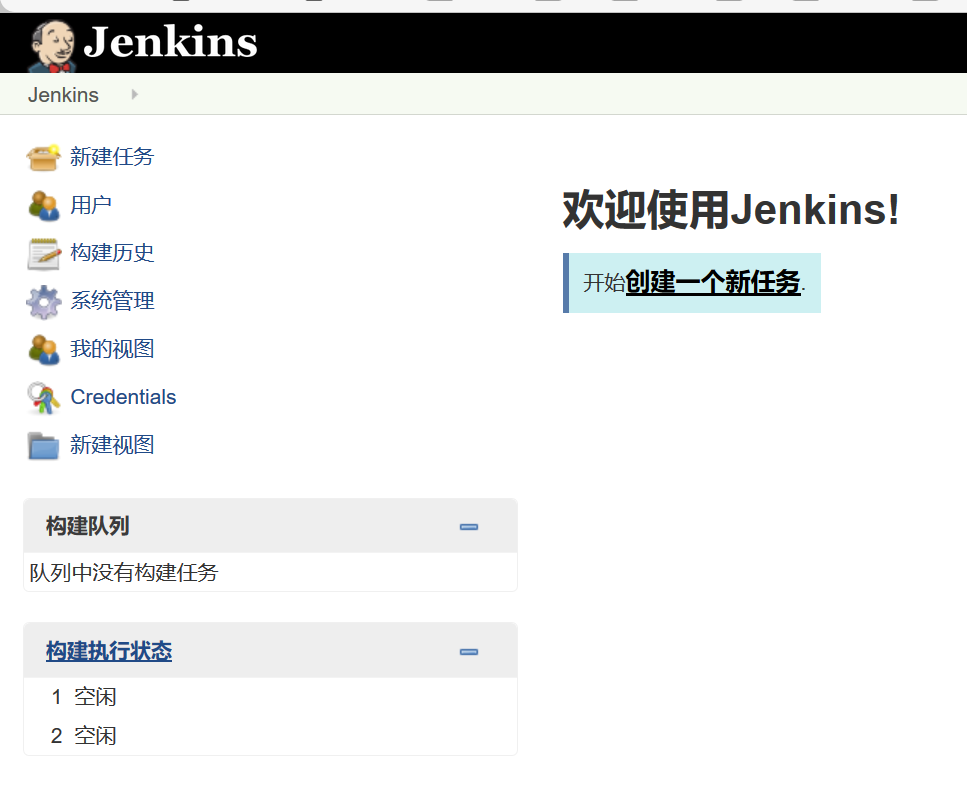 Jenkins
Jenkins
新建任务
用户
构建历史
系统管理
我的视图
Credentials
新建视图
构建队列
队列中没有构建任务
构建执行状态
1 空闲
2 空闲
欢迎使用Jenkins!
开始创建一个新任务.